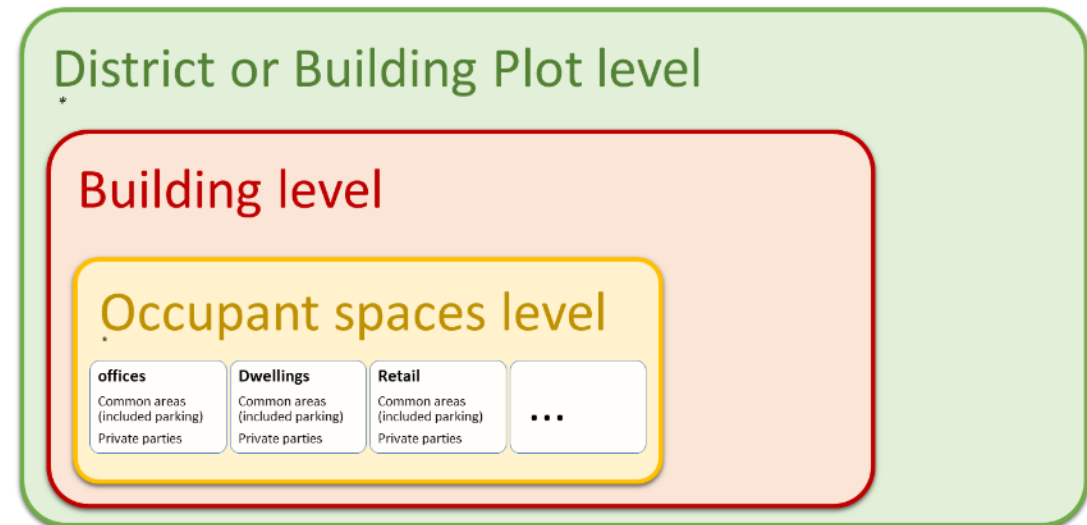 District or Building Plot level
*
Building level
Occupant spaces level
*
offices
Common areas
(included parking)
Private parties
Dwellings
Common areas
(included parking)
Private parties
Retail
Common areas
(included parking)
Private parties
...